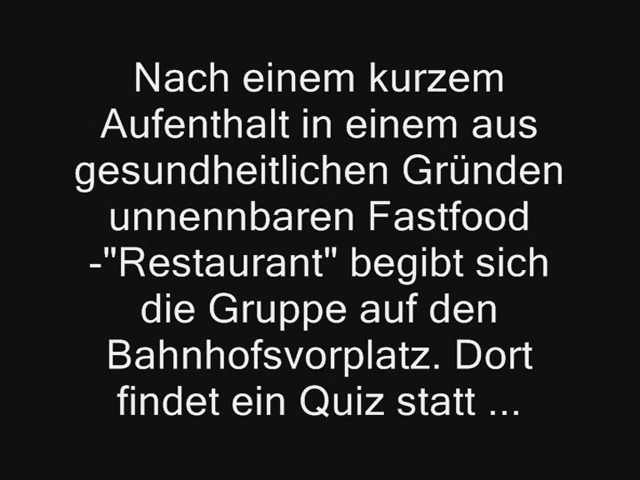 Nach einem kurzem
Aufenthalt in einem aus
gesundheitlichen Gründen
unnennbaren Fastfood
-"Restaurant" begibt sich
die Gruppe auf den
Bahnhofsvorplatz. Dort
findet ein Quiz statt ...